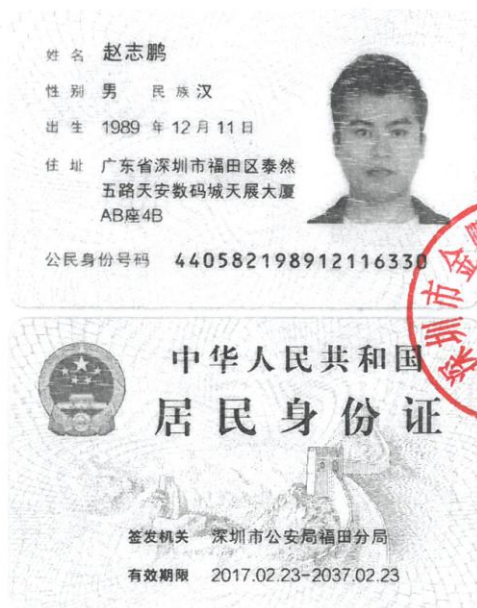 姓名 赵志鹏
性别 男 民族 汉
出生 1989 年 12 月 11 日
住址 广东省深圳市福田区泰然
五路天安数码城天展大厦
AB座4B
公民身份号码 440582198912116330
深圳市金
中华人民共和国
居民身份证
签发机关 深圳市公安局福田分局
有效期限 2017.02.23-2037.02.23